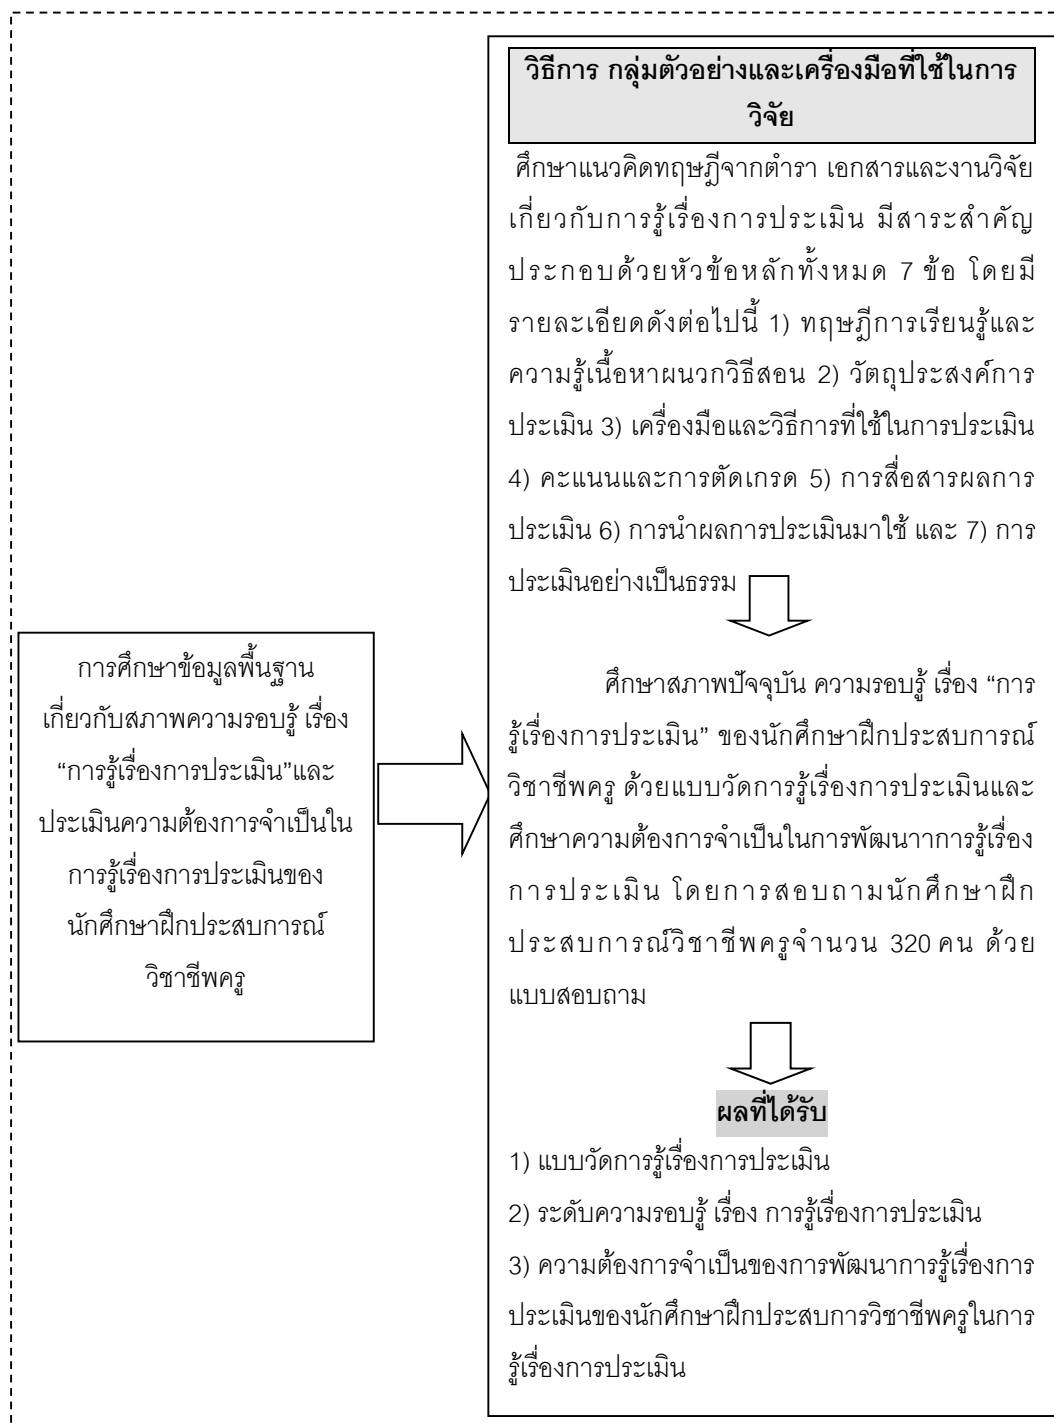 การศึกษาข้อมูลพื้นฐาน
เกี่ยวกับสภาพความรอบรู้ เรื่อง
“การรู้เรื่องการประเมิน”และ
ประเมินความต้องการจำเป็นใน
การรู้เรื่องการประเมินของ
นักศึกษาฝึกประสบการณ์
วิชาชีพครู
วิธีการ กลุ่มตัวอย่างและเครื่องมือที่ใช้ในการ
วิจัย
ศึกษาแนวคิดทฤษฎีจากตำรา เอกสารและงานวิจัย
เกี่ยวกับการรู้เรื่องการประเมิน มีสาระสำคัญ
ประกอบด้วยหัวข้อหลักทั้งหมด 7 ข้อ โดยมี
รายละเอียดดังต่อไปนี้ 1) ทฤษฎีการเรียนรู้และ
ความรู้เนื้อหาผนวกวิธีสอน 2) วัตถุประสงค์การ
ประเมิน 3) เครื่องมือและวิธีการที่ใช้ในการประเมิน
4) คะแนนและการตัดเกรด 5) การสื่อสารผลการ
ประเมิน 6) การนำผลการประเมินมาใช้ และ 7) การ
ประเมินอย่างเป็นธรรม
ศึกษาสภาพปัจจุบัน ความรอบรู้ เรื่อง “การ
รู้เรื่องการประเมิน” ของนักศึกษาฝึกประสบการณ์
วิชาชีพครู ด้วยแบบวัดการรู้เรื่องการประเมินและ
ศึกษาความต้องการจำเป็นในการพัฒนาาการรู้เรื่อง
การประเมิน โดยการสอบถามนักศึกษาฝึก
ประสบการณ์วิชาชีพครูจำนวน 320 คน ด้วย
แบบสอบถาม
ผลที่ได้รับ
1) แบบวัดการรู้เรื่องการประเมิน
2) ระดับความรอบรู้ เรื่อง การรู้เรื่องการประเมิน
3) ความต้องการจำเป็นของการพัฒนาการรู้เรื่องการ
ประเมินของนักศึกษาฝึกประสบการวิชาชีพครูในการ
รู้เรื่องการประเมิน